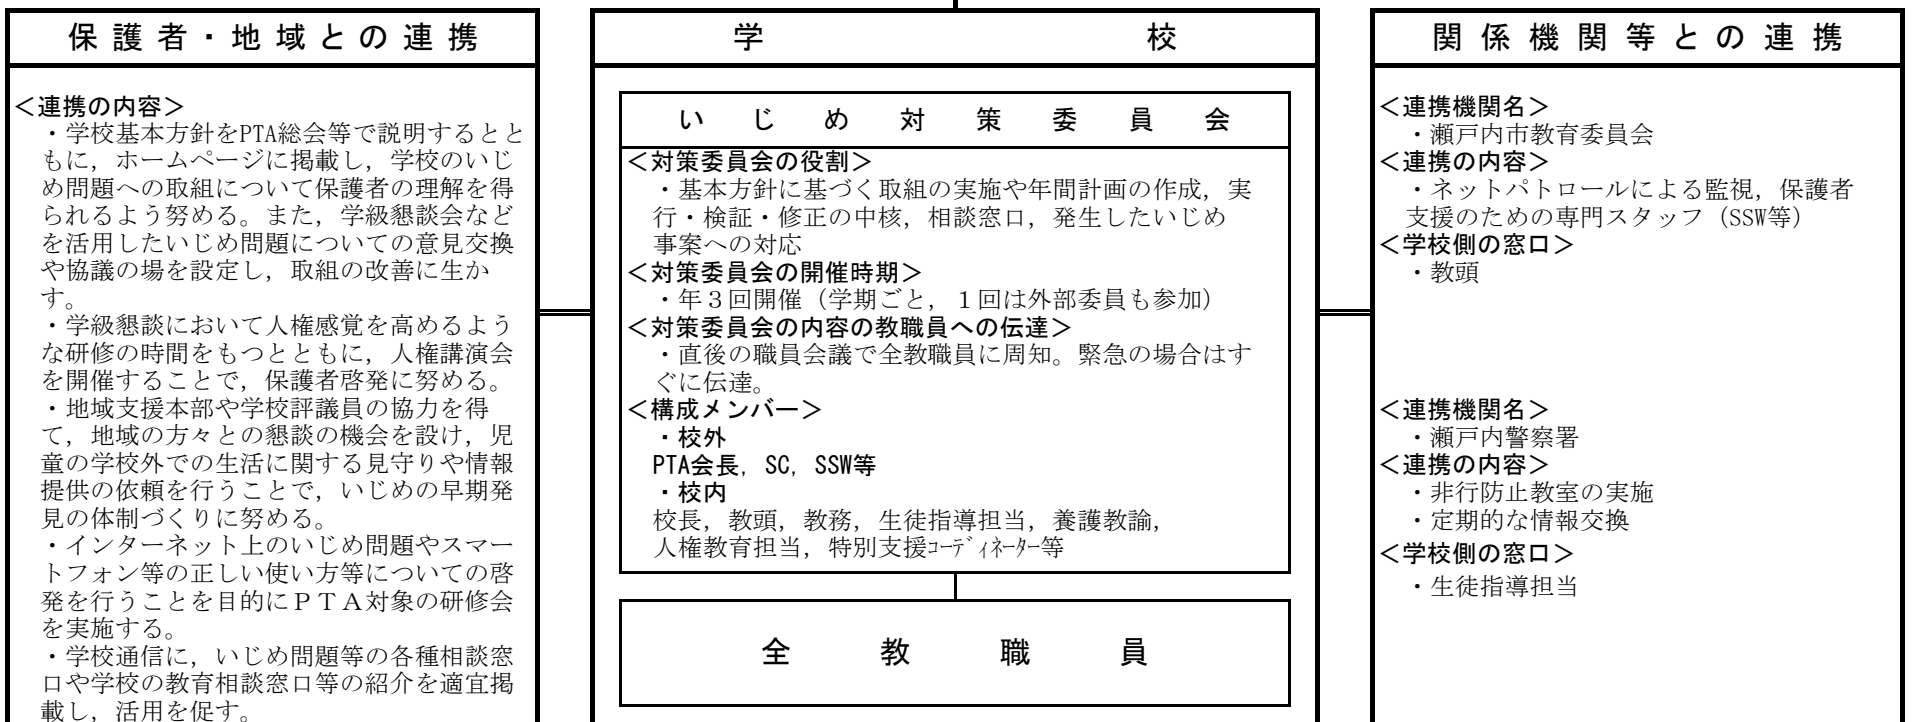 保護者・地域との連携
＜連携の内容＞
・学校基本方針をPTA総会等で説明するとと
もに，ホームページに掲載し，学校のいじ
め問題への取組について保護者の理解を得
られるよう努める。また，学級懇談会など
を活用したいじめ問題についての意見交換
や協議の場を設定し，取組の改善に生か
す。
・学級懇談において人権感覚を高めるよう
な研修の時間をもつとともに，人権講演会
を開催することで，保護者啓発に努める。
・地域支援本部や学校評議員の協力を得
て，地域の方々との懇談の機会を設け，児
童の学校外での生活に関する見守りや情報
提供の依頼を行うことで，いじめの早期発
見の体制づくりに努める。
・インターネット上のいじめ問題やスマー
トフォン等の正しい使い方等についての啓
発を行うことを目的にＰＴＡ対象の研修会
を実施する。
・学校通信に，いじめ問題等の各種相談窓
口や学校の教育相談窓口等の紹介を適宜掲
載し，活用を促す。
学校
いじめ対策委員会
＜対策委員会の役割＞
・基本方針に基づく取組の実施や年間計画の作成，実
行・検証・修正の中核，相談窓口，発生したいじめ
事案への対応
＜対策委員会の開催時期＞
・年３回開催（学期ごと，１回は外部委員も参加）
＜対策委員会の内容の教職員への伝達＞
・直後の職員会議で全教職員に周知。緊急の場合はす
ぐに伝達。
＜構成メンバー＞
・校外
PTA会長，SC，SSW等
・校内
校長，教頭，教務，生徒指導担当，養護教諭，
人権教育担当，特別支援ｺｰﾃﾞｨﾈｰﾀｰ等
全教職員
関係機関等との連携
＜連携機関名＞
・瀬戸内市教育委員会
＜連携の内容＞
・ネットパトロールによる監視，保護者
支援のための専門スタッフ（SSW等）
＜学校側の窓口＞
・教頭
＜連携機関名＞
・瀬戸内警察署
＜連携の内容＞
・非行防止教室の実施
・定期的な情報交換
＜学校側の窓口＞
・生徒指導担当